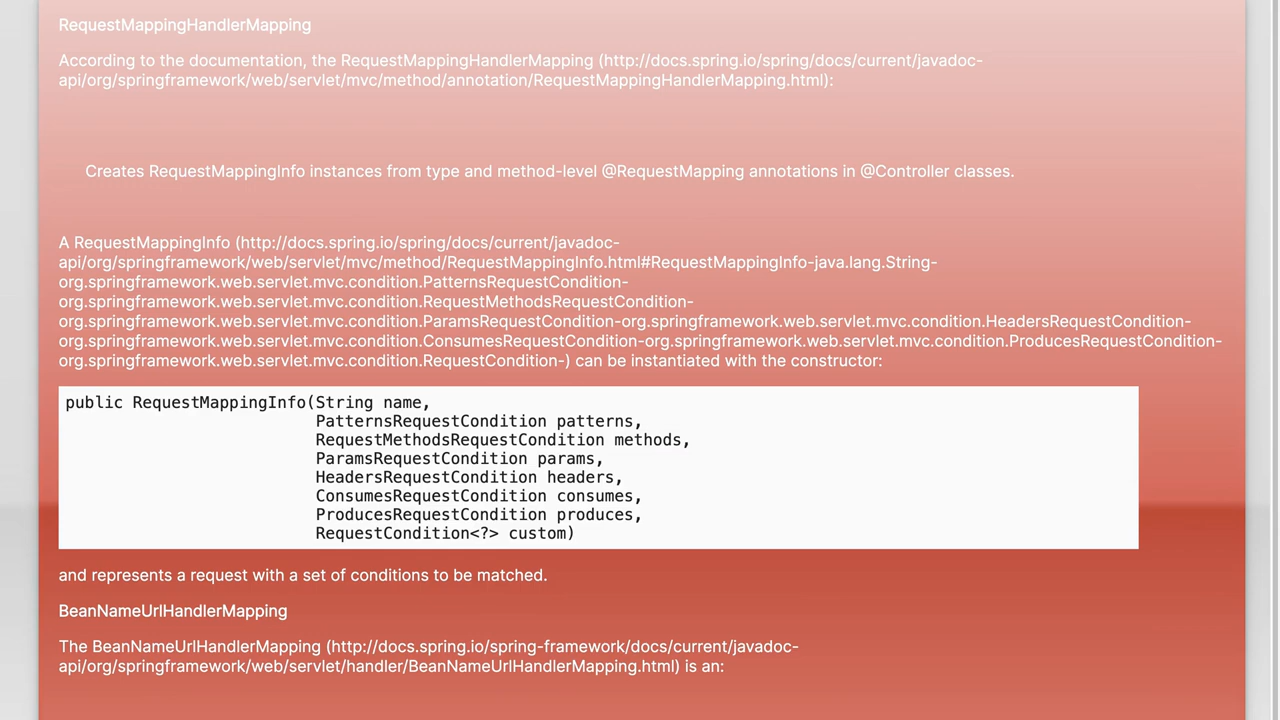 RequestMappingHandlerMapping
According to the documentation, the RequestMappingHandlerMapping (http://docs.spring.io/spring/docs/current/javadoc-
api/org/springframework/web/servlet/mvc/method/annotation/RequestMappingHandlerMapping.html):
Creates RequestMappingInfo instances from type and method-level @RequestMapping annotations in @Controller classes.
A RequestMappingInfo (http://docs.spring.io/spring/docs/current/javadoc-
api/org/springframework/web/servlet/mvc/method/RequestMappingInfo.html#RequestMappingInfo-java.lang.String-
org.springframework.web.servlet.mvc.condition.PatternsRequestCondition-
org.springframework.web.servlet.mvc.condition.RequestMethodsRequestCondition-
org.springframework.web.servlet.mvc.condition.ParamsRequestCondition-org.springframework.web.servlet.mvc.condition.HeadersRequestCondition-
org.springframework.web.servlet.mvc.condition.ConsumesRequestCondition-org.springframework.web.servlet.mvc.condition.ProducesRequestCondition-
org.springframework.web.servlet.mvc.condition.RequestCondition-) can be instantiated with the constructor:
public RequestMappingInfo(String name,
PatternsRequestCondition patterns,
RequestMethodsRequestCondition methods,
ParamsRequestCondition params,
HeadersRequestCondition headers,
ConsumesRequestCondition consumes,
ProducesRequestCondition produces,
RequestCondition<?> custom)
and represents a request with a set of conditions to be matched.
BeanNameUrlHandlerMapping
The BeanNameUrlHandlerMapping (http://docs.spring.io/spring-framework/docs/current/javadoc-
api/org/springframework/web/servlet/handler/BeanNameUrlHandlerMapping.html) is an: